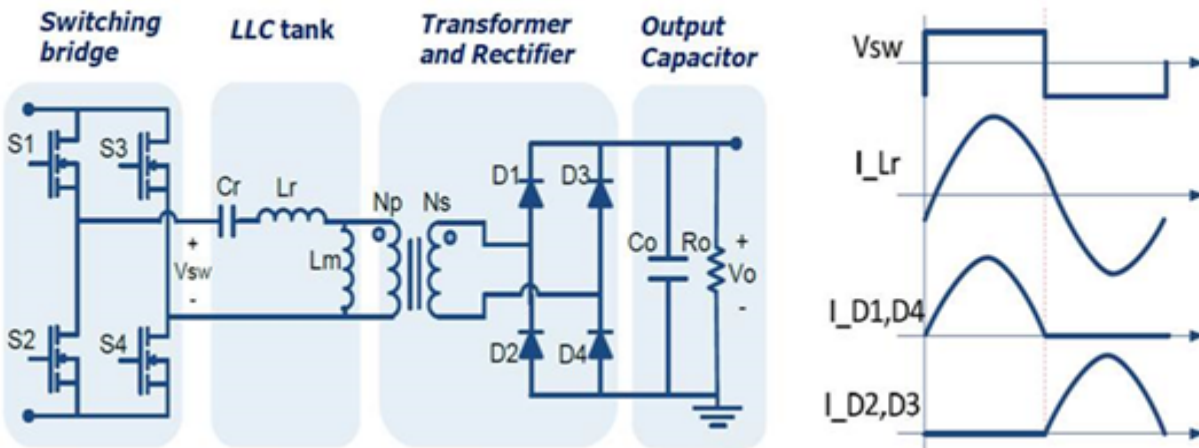 Switching
bridge
LLC tank
Transformer
and Rectifier
Output
Capacitor
S1
S3
Cr
Lr
Np
Ns
D1
D3
+
Vsw
-
Lm
Co
Ro
+
Vo
-
S2
S4
D2
D4
Vsw
I_Lr
I_D1,D4
I_D2,D3